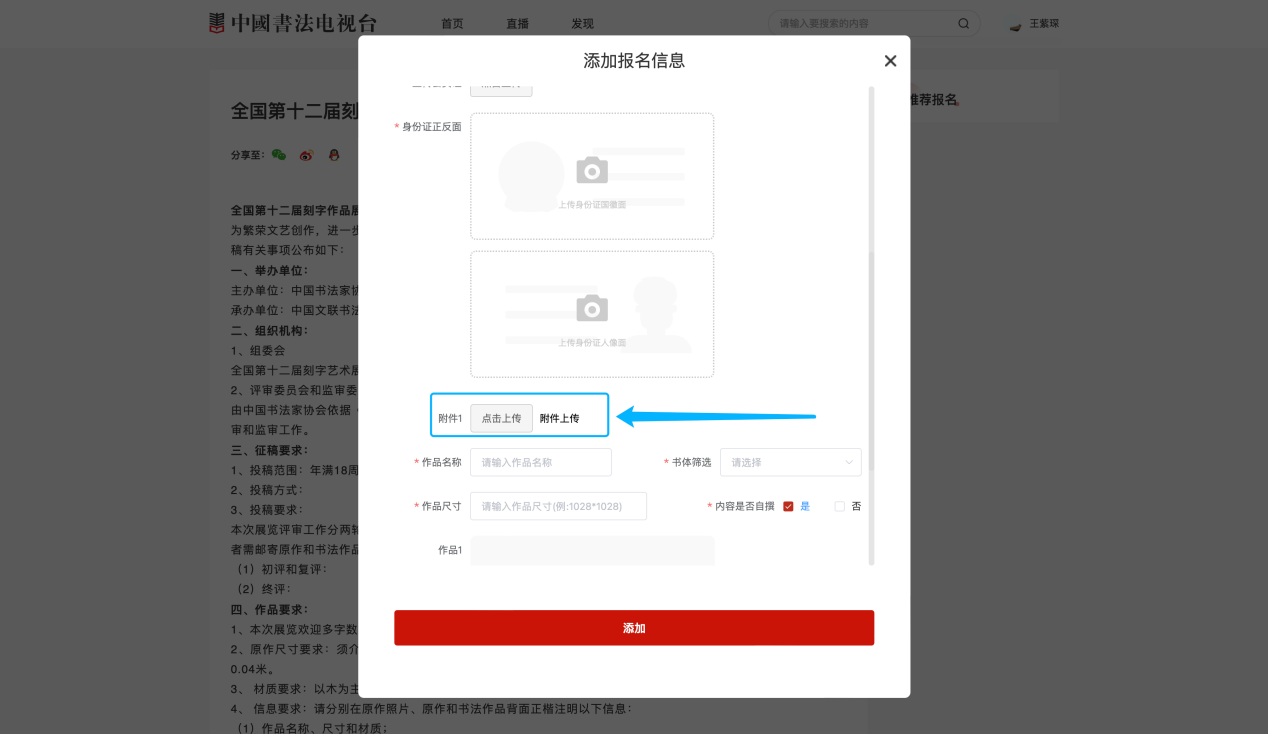 中國書法电视台
首页 直播 发现
请输入要搜索的内容
王紫琛
添加报名信息
推荐报名
全国第十二届刻
分享至：
* 身份证正反面
上传身份证国徽面
上传身份证人像面
附件1 点击上传 附件上传
* 作品名称 请输入作品名称 * 书体筛选 请选择
* 作品尺寸 请输入作品尺寸(例:1028*1028) * 内容是否自撰 是 否
作品1
添加
全国第十二届刻字作品展
为繁荣文艺创作，进一步
稿有关事项公布如下：
一、举办单位：
主办单位：中国书法家协
承办单位：中国文联书法
二、组织机构：
1、组委会
全国第十二届刻字艺术展
2、评审委员会和监审委
由中国书法家协会依据
审和监审工作。
三、征稿要求：
1、投稿范围：年满18周
2、投稿方式：
3、投稿要求：
本次展览评审工作分两轮
者需邮寄原作和书法作品
（1）初评和复评：
（2）终评：
四、作品要求：
1、本次展览欢迎多字数
2、原作尺寸要求：须介
0.04米。
3、 材质要求：以木为主
4、 信息要求：请分别在原作照片、原作和书法作品背面正楷注明以下信息：
（1）作品名称、尺寸和材质；